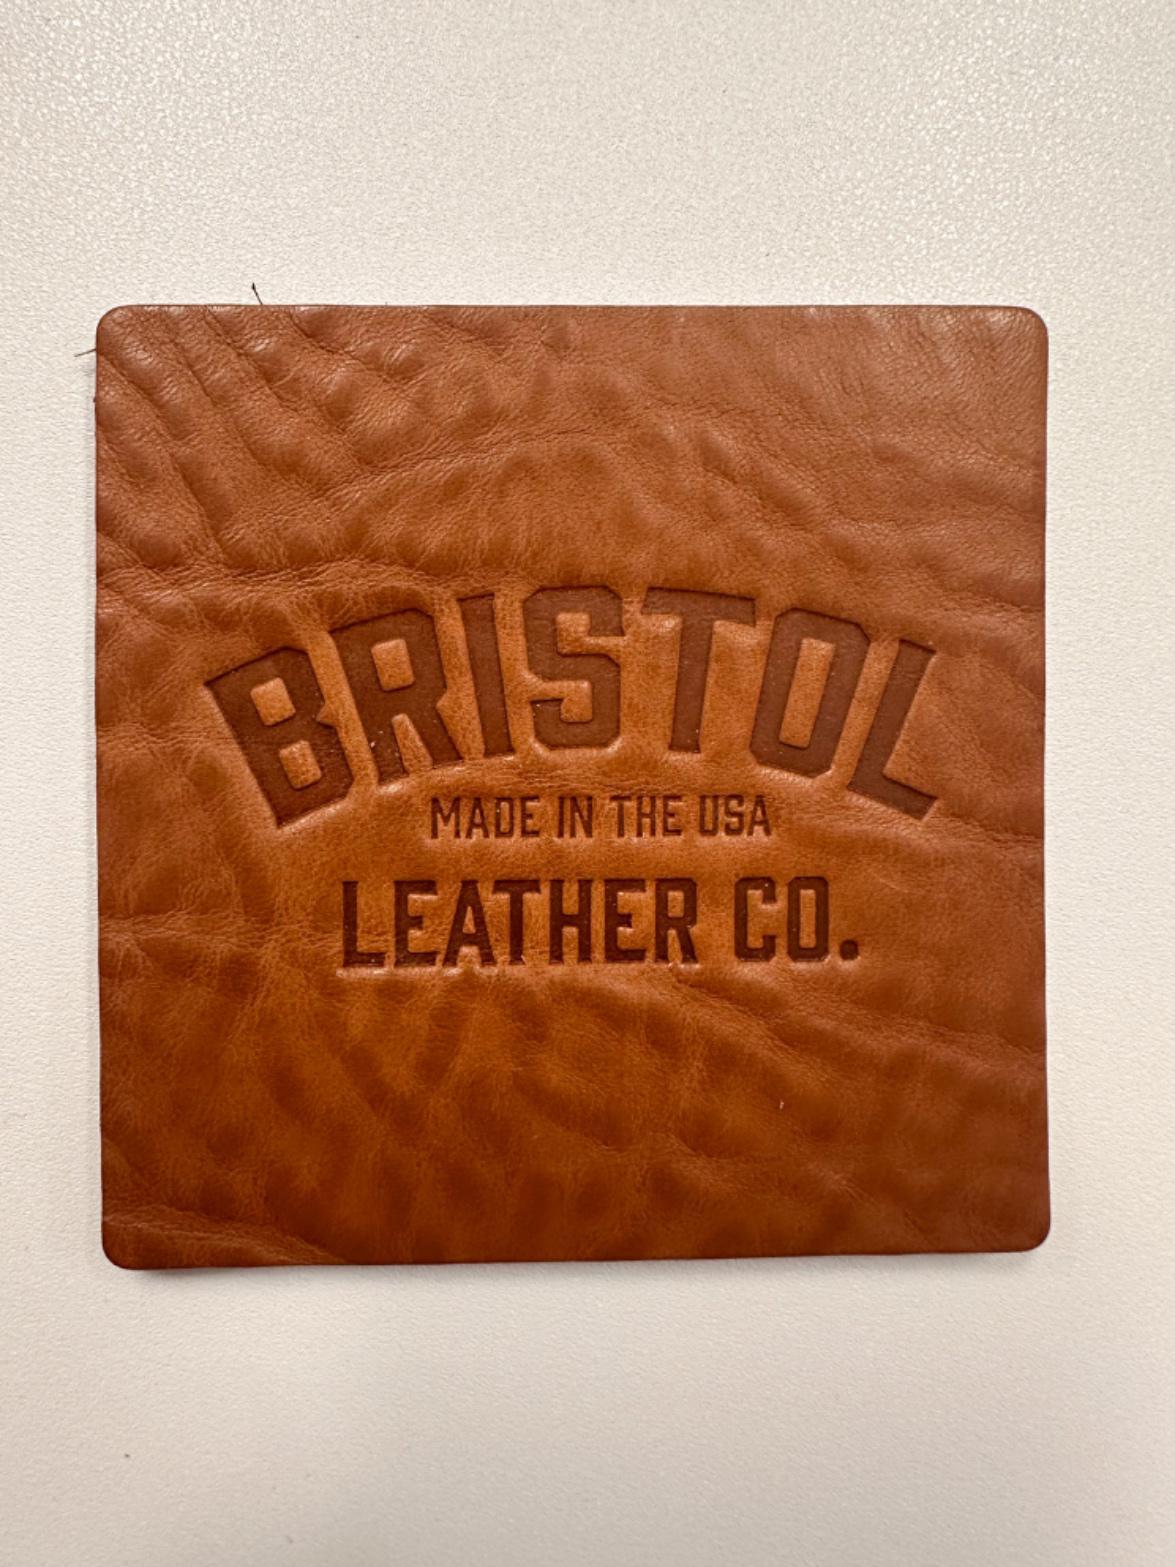 BRISTOL
MADE IN THE USA
LEATHER CO.